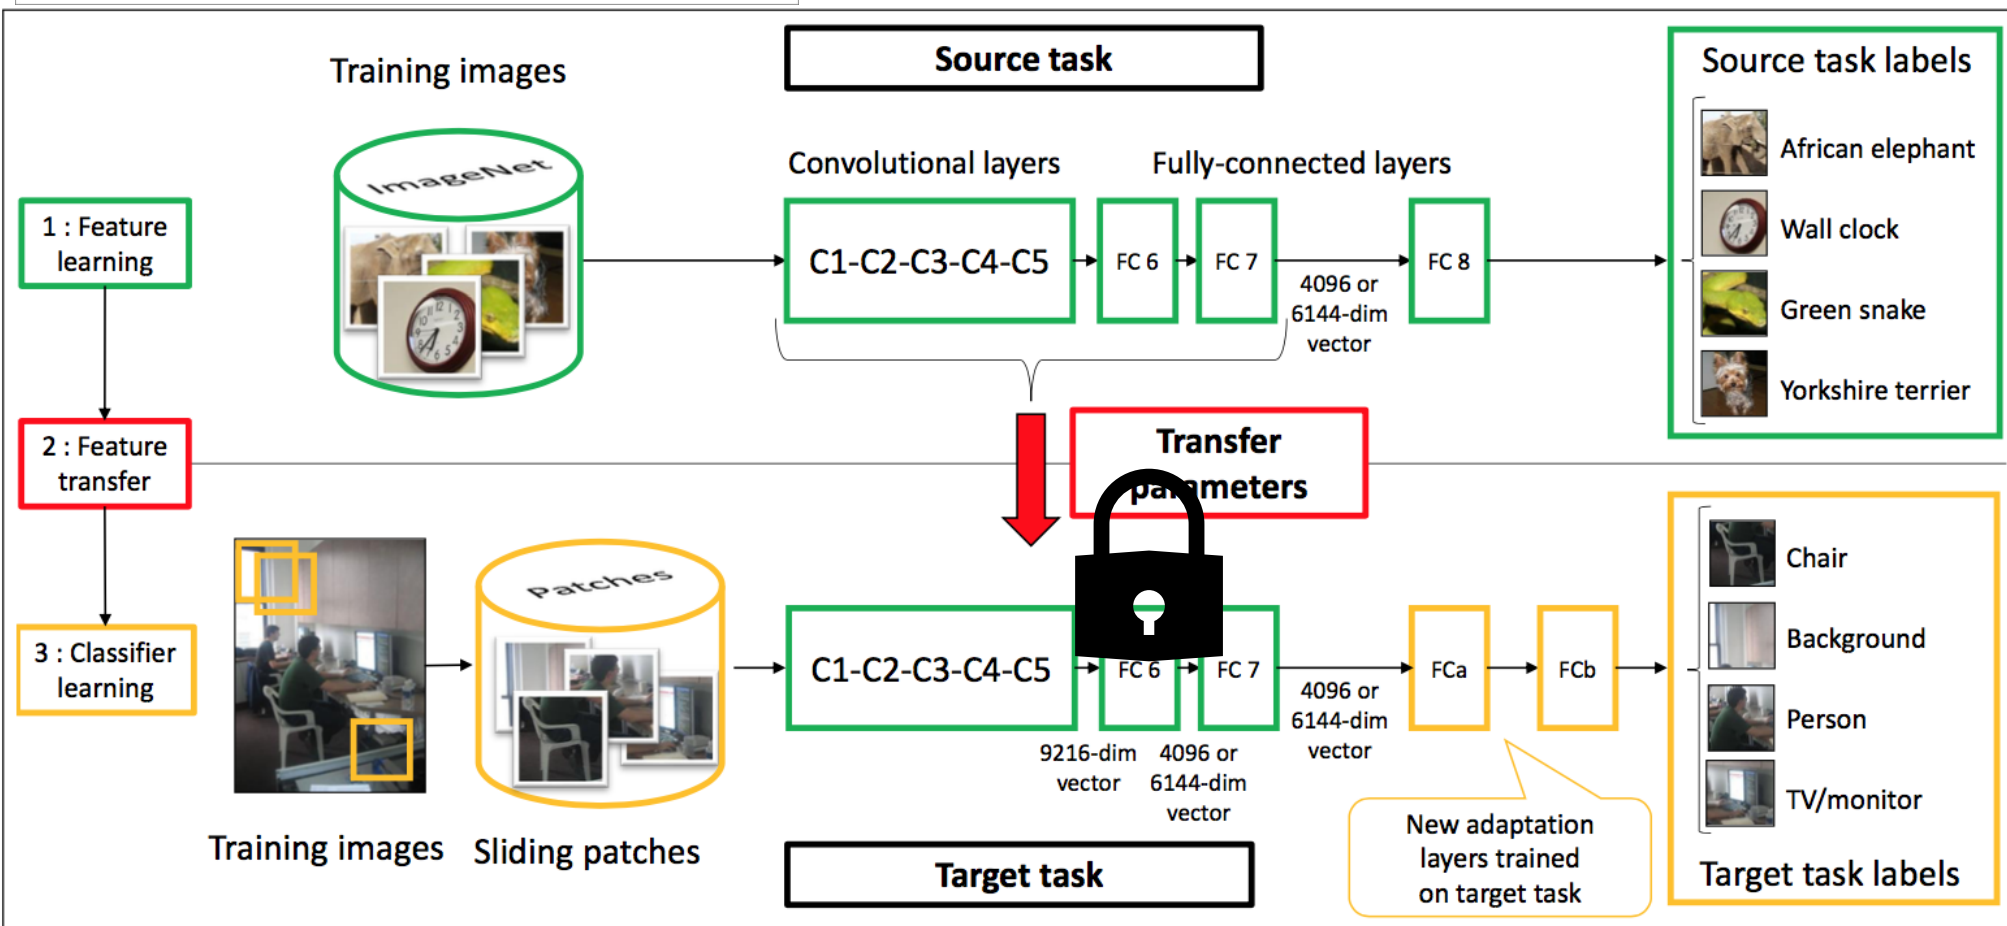 Source task
Training images
Source task labels
ImageNet
Convolutional layers
Fully-connected layers
African elephant
Wall clock
Green snake
Yorkshire terrier
1 : Feature
learning
C1-C2-C3-C4-C5
FC 6
FC 7
4096 or
6144-dim
vector
FC 8
2 : Feature
transfer
Transfer
parameters
3 : Classifier
learning
Patches
C1-C2-C3-C4-C5
FC 6
FC 7
9216-dim
vector
4096 or
6144-dim
vector
4096 or
6144-dim
vector
FCa
FCb
Chair
Background
Person
TV/monitor
New adaptation
layers trained
on target task
Training images
Sliding patches
Target task
Target task labels